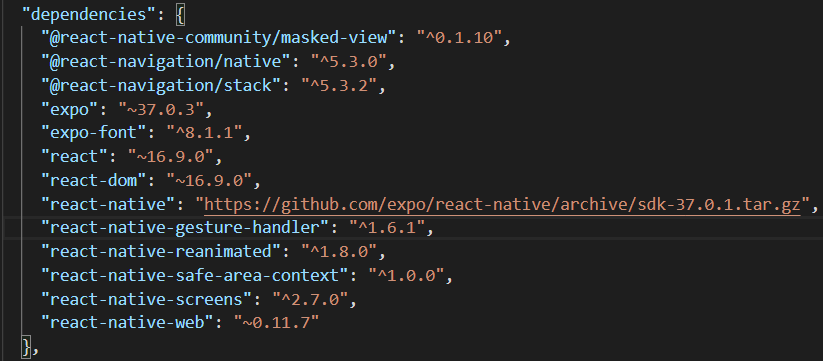 "dependencies": {
"@react-native-community/masked-view": "^0.1.10",
"@react-navigation/native": "^5.3.0",
"@react-navigation/stack": "^5.3.2",
"expo": "~37.0.3",
"expo-font": "^8.1.1",
"react": "~16.9.0",
"react-dom": "~16.9.0",
"react-native": "https://github.com/expo/react-native/archive/sdk-37.0.1.tar.gz",
"react-native-gesture-handler": "^1.6.1",
"react-native-reanimated": "^1.8.0",
"react-native-safe-area-context": "^1.0.0",
"react-native-screens": "^2.7.0",
"react-native-web": "~0.11.7"
},